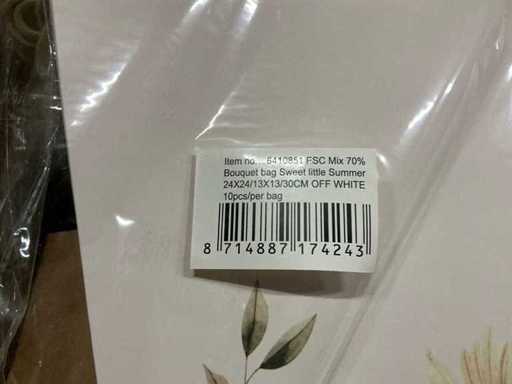 Item no. 6410851 FSC Mix 70%
Bouquet bag Sweet little Summer
24X24/13X13/30CM OFF WHITE
10pcs/per bag
8 714887 174243